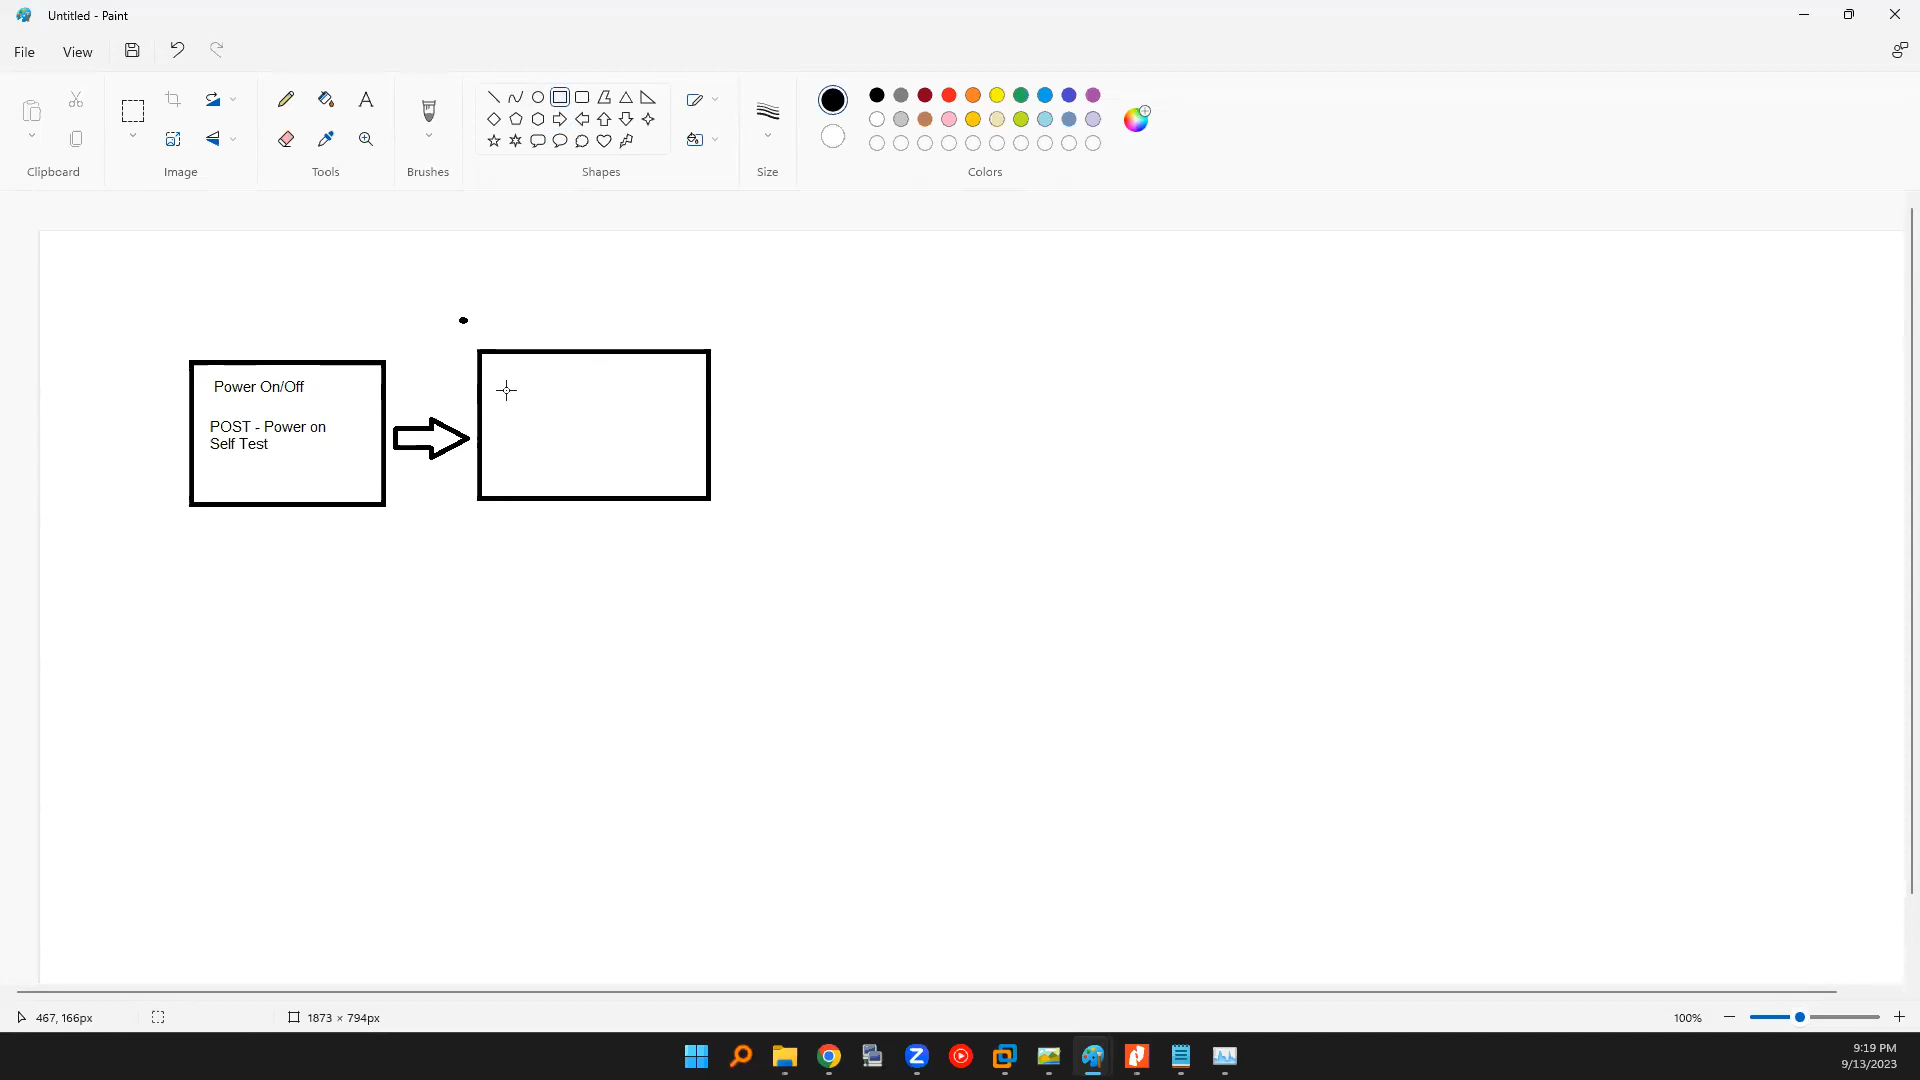 Untitled - Paint
File
View
Clipboard
Image
Tools
Brushes
Shapes
Size
Colors
Power On/Off
POST - Power on
Self Test
467, 166px
1873 × 794px
100%
9:19 PM
9/13/2023